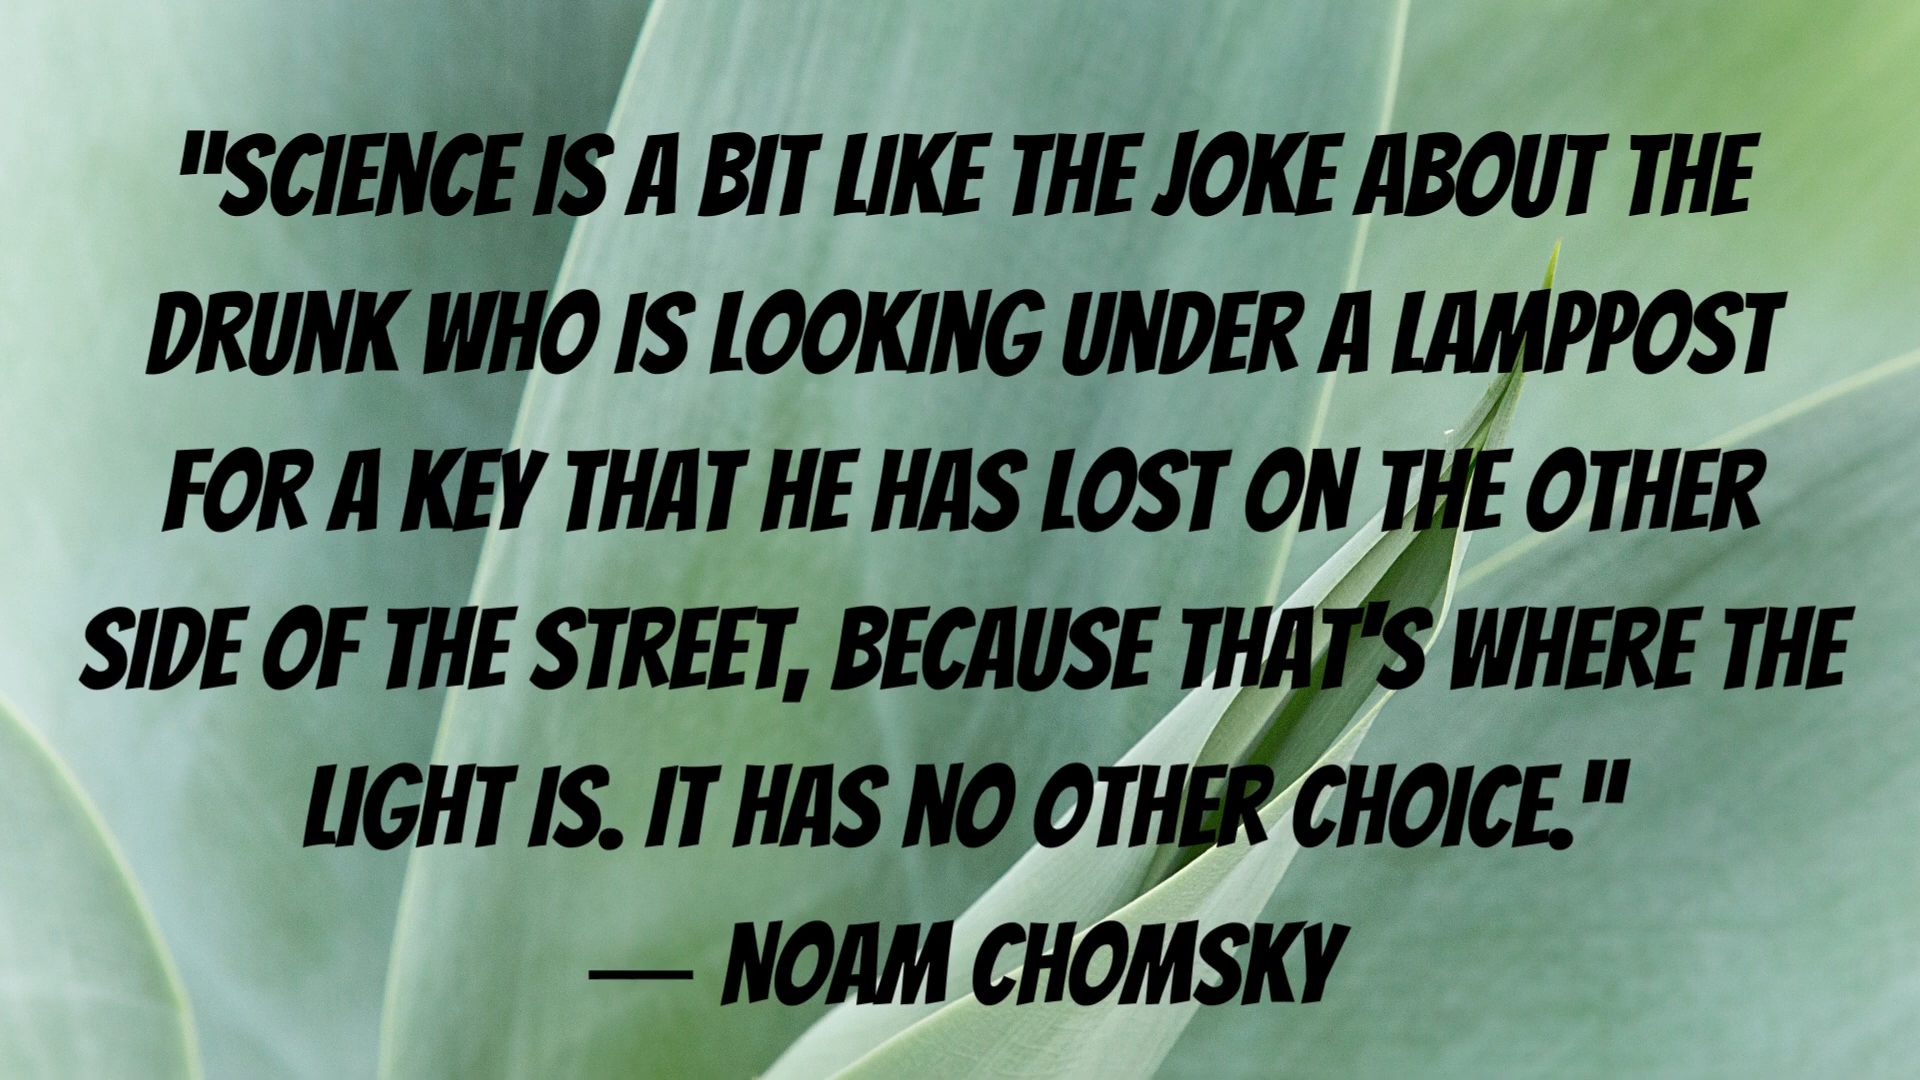 "SCIENCE IS A BIT LIKE THE JOKE ABOUT THE
DRUNK WHO IS LOOKING UNDER A LAMPPOST
FOR A KEY THAT HE HAS LOST ON THE OTHER
SIDE OF THE STREET, BECAUSE THAT'S WHERE THE
LIGHT IS. IT HAS NO OTHER CHOICE."
— NOAM CHOMSKY